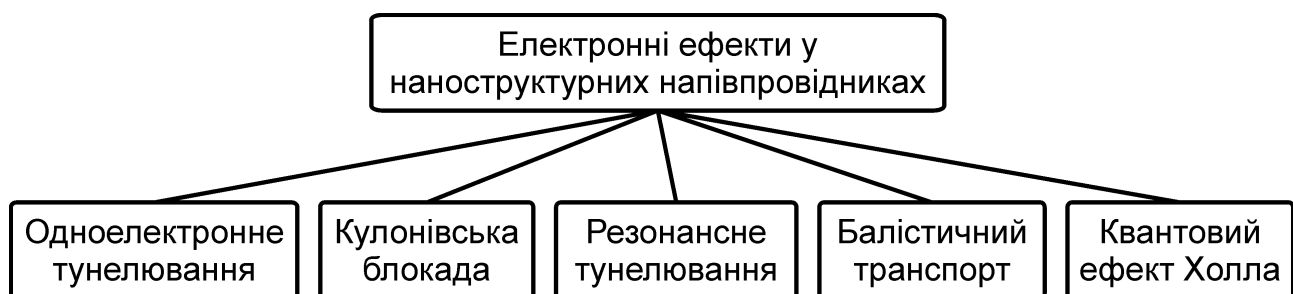 Електронні ефекти у
наноструктурних напівпровідниках
Одноелектронне
тунелювання
Кулонівська
блокада
Резонансне
тунелювання
Балістичний
транспорт
Квантовий
ефект Холла